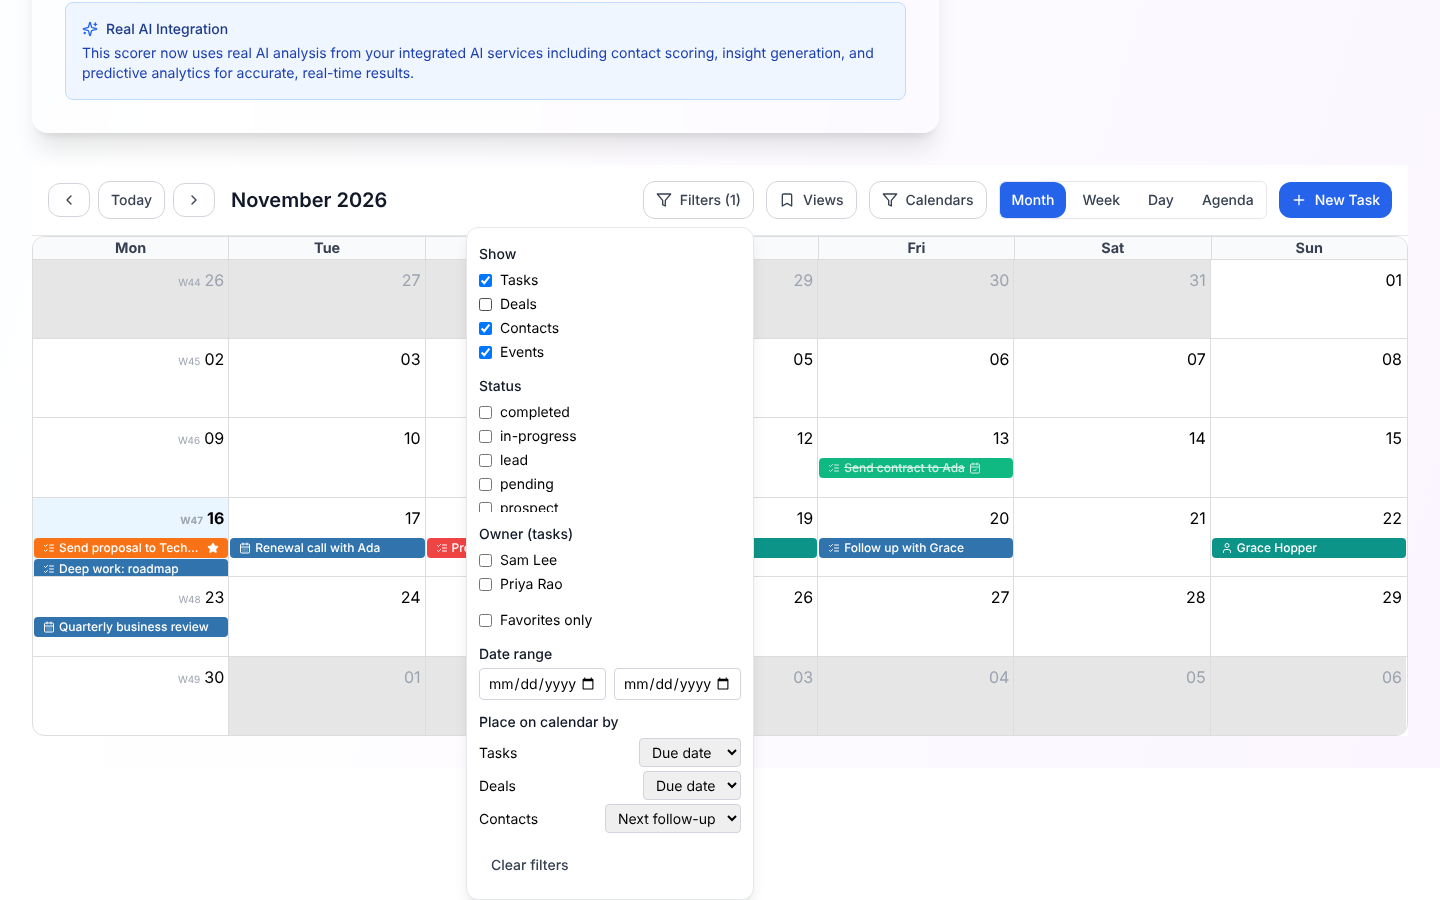 Real AI Integration
This scorer now uses real AI analysis from your integrated AI services including contact scoring, insight generation, and
predictive analytics for accurate, real-time results.
Today
November 2026
Filters (1)
Views
Calendars
Month
Week
Day
Agenda
New Task
Mon
Tue
Fri
Sat
Sun
W44 26
27
29
30
31
01
W45 02
03
05
06
07
08
W46 09
10
12
13
14
15
Send contract to Ada
W47 16
17
19
20
21
22
Send proposal to Tech...
Renewal call with Ada
Follow up with Grace
Grace Hopper
Deep work: roadmap
W48 23
24
26
27
28
29
Quarterly business review
W49 30
01
03
04
05
06
Show
Tasks
Deals
Contacts
Events
Status
completed
in-progress
lead
pending
prospect
Owner (tasks)
Sam Lee
Priya Rao
Favorites only
Date range
mm/dd/yyyy
mm/dd/yyyy
Place on calendar by
Tasks
Due date
Deals
Due date
Contacts
Next follow-up
Clear filters